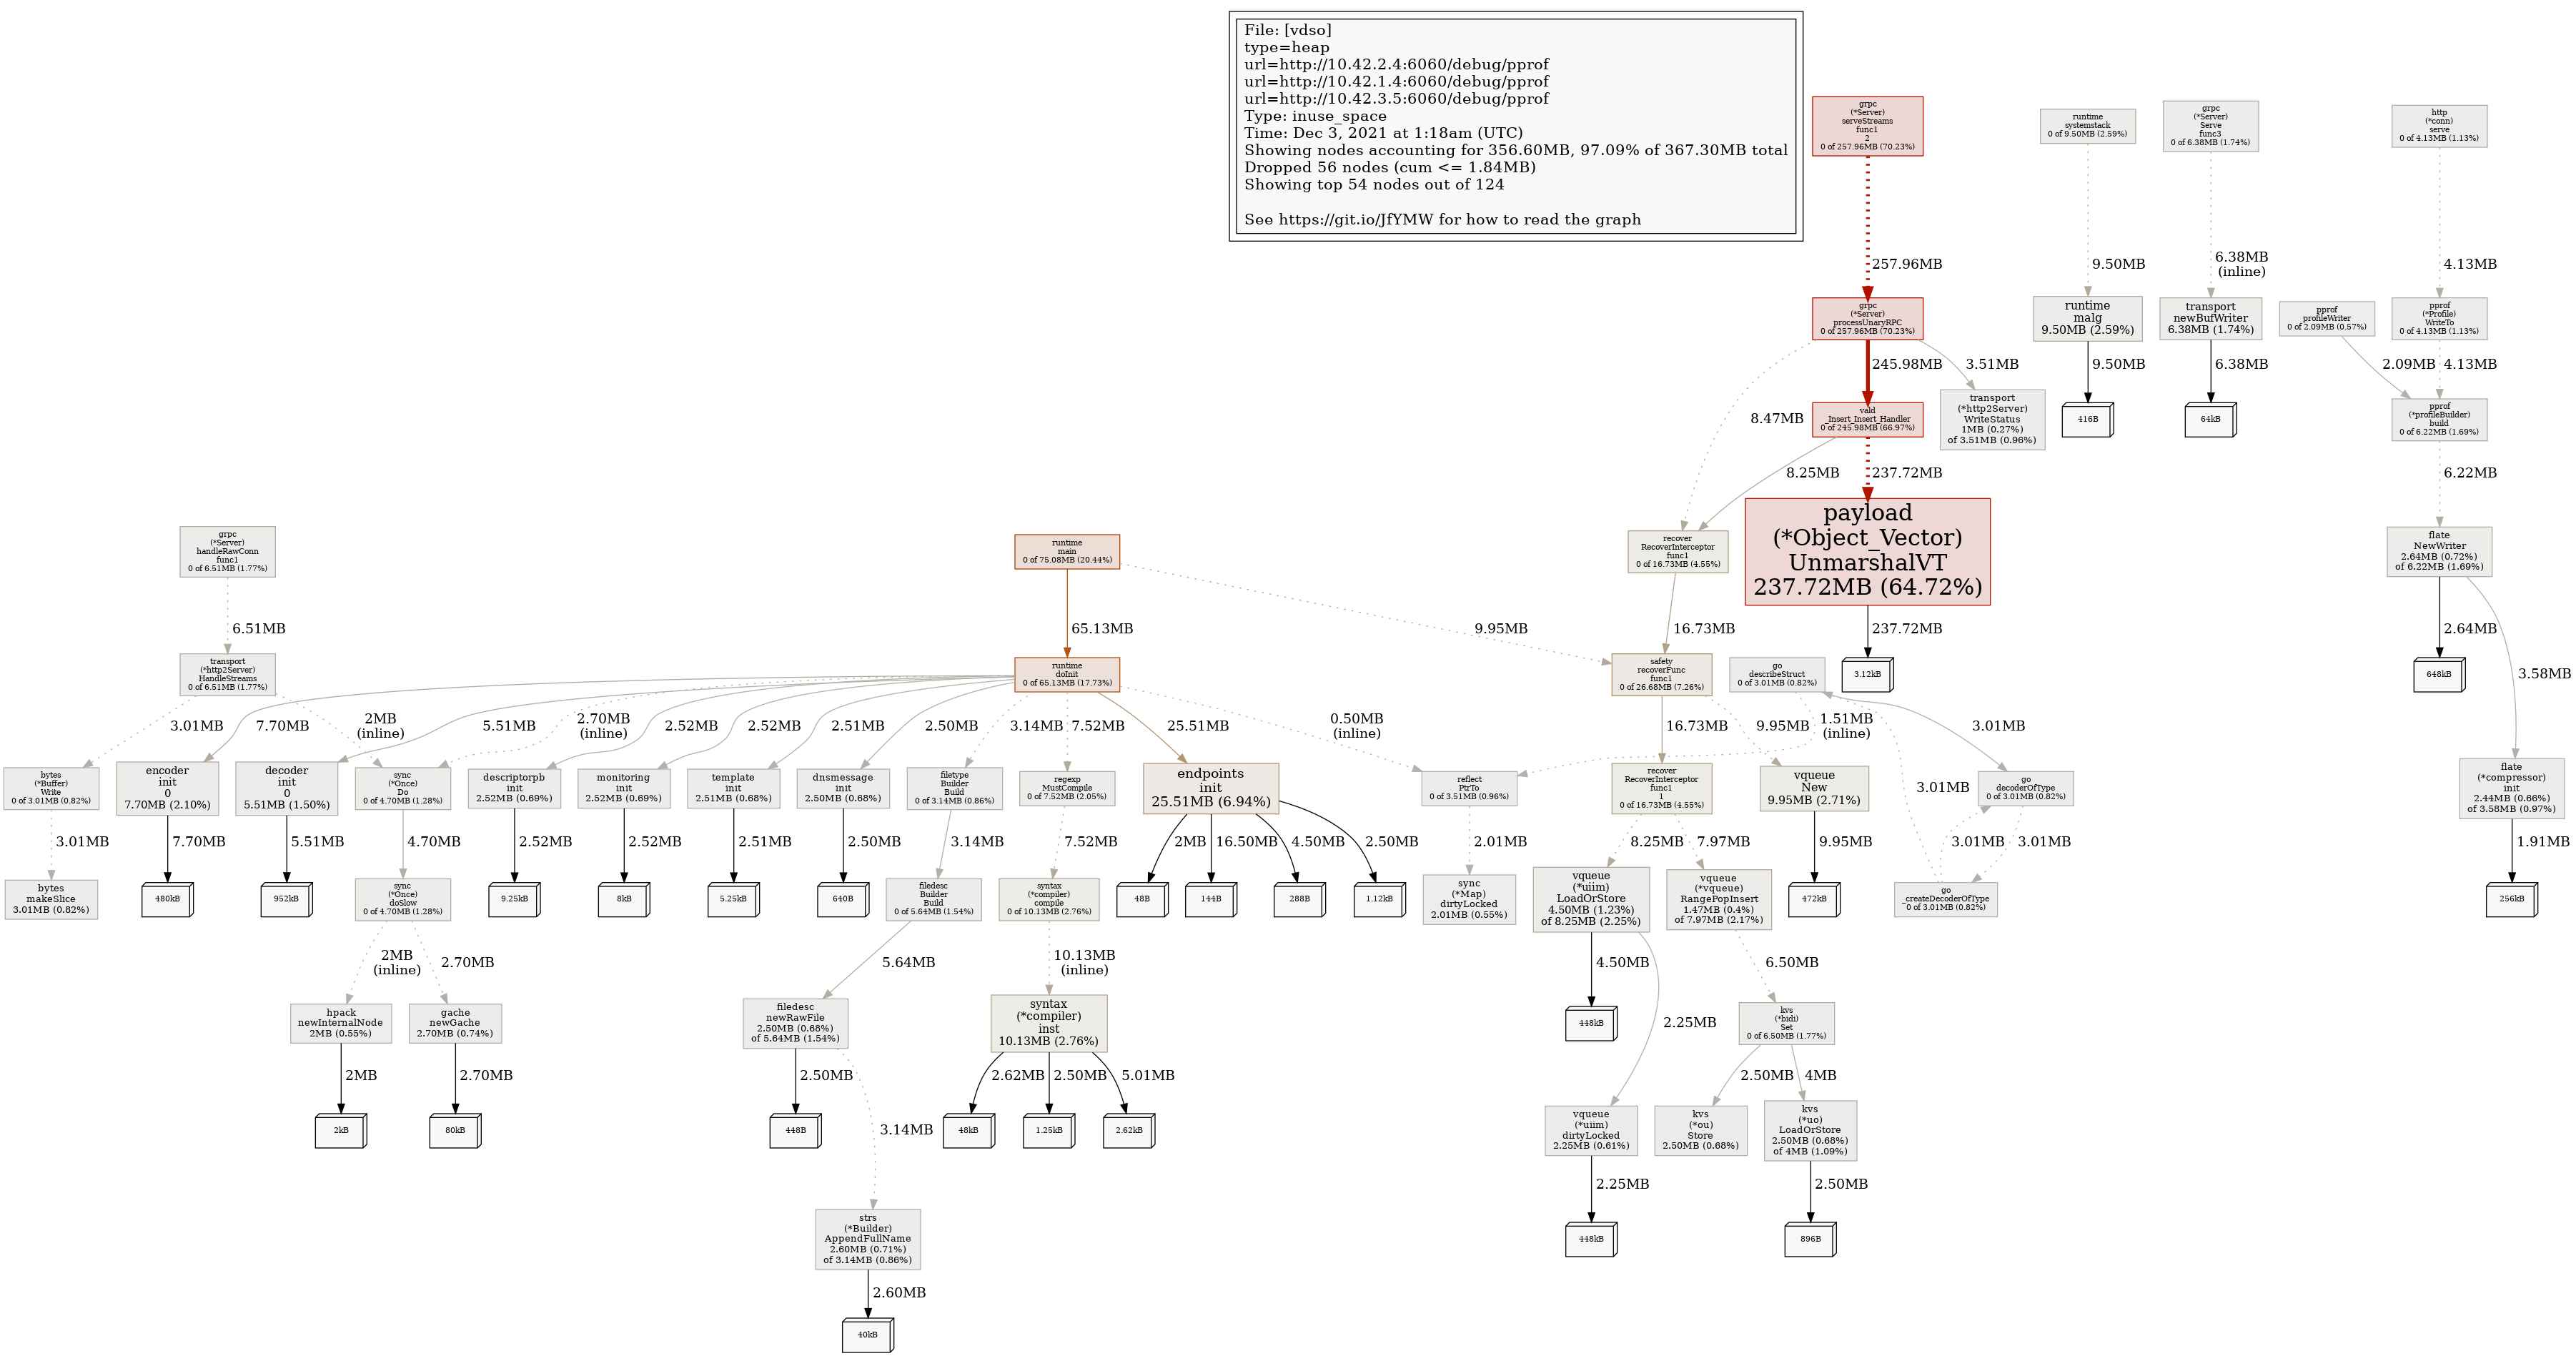 File: [vdso]
type=heap
url=http://10.42.2.4:6060/debug/pprof
url=http://10.42.1.4:6060/debug/pprof
url=http://10.42.3.5:6060/debug/pprof
Type: inuse_space
Time: Dec 3, 2021 at 1:18am (UTC)
Showing nodes accounting for 356.60MB, 97.09% of 367.30MB total
Dropped 56 nodes (cum <= 1.84MB)
Showing top 54 nodes out of 124
See https://git.io/JfYMW for how to read the graph
grpc
(*Server)
serveStreams
func1
2
0 of 257.96MB (70.23%)
runtime
systemstack
0 of 9.50MB (2.59%)
grpc
(*Server)
Serve
func3
0 of 6.38MB (1.74%)
http
(*conn)
serve
0 of 4.13MB (1.13%)
257.96MB
9.50MB
6.38MB
(inline)
4.13MB
grpc
(*Server)
processUnaryRPC
0 of 257.96MB (70.23%)
runtime
malg
9.50MB (2.59%)
transport
newBufWriter
6.38MB (1.74%)
pprof
profileWriter
0 of 2.09MB (0.57%)
pprof
(*Profile)
WriteTo
0 of 4.13MB (1.13%)
245.98MB
3.51MB
9.50MB
6.38MB
2.09MB
4.13MB
8.47MB
vald
_Insert_Insert_Handler
0 of 245.98MB (66.97%)
transport
(*http2Server)
WriteStatus
1MB (0.27%)
of 3.51MB (0.96%)
416B
64kB
pprof
(*profileBuilder)
build
0 of 6.22MB (1.69%)
8.25MB
237.72MB
6.22MB
grpc
(*Server)
handleRawConn
func1
0 of 6.51MB (1.77%)
runtime
main
0 of 75.08MB (20.44%)
recover
RecoverInterceptor
func1
0 of 16.73MB (4.55%)
payload
(*Object_Vector)
UnmarshalVT
237.72MB (64.72%)
flate
NewWriter
2.64MB (0.72%)
of 6.22MB (1.69%)
6.51MB
65.13MB
9.95MB
16.73MB
237.72MB
2.64MB
3.58MB
transport
(*http2Server)
HandleStreams
0 of 6.51MB (1.77%)
runtime
doInit
0 of 65.13MB (17.73%)
safety
recoverFunc
func1
0 of 26.68MB (7.26%)
go
describeStruct
0 of 3.01MB (0.82%)
3.12kB
648kB
3.01MB
7.70MB
2MB
(inline)
5.51MB
2.70MB
(inline)
2.52MB
2.52MB
2.51MB
2.50MB
3.14MB
7.52MB
25.51MB
0.50MB
(inline)
16.73MB
9.95MB
1.51MB
(inline)
3.01MB
bytes
(*Buffer)
Write
0 of 3.01MB (0.82%)
encoder
init
0
7.70MB (2.10%)
decoder
init
0
5.51MB (1.50%)
sync
(*Once)
Do
0 of 4.70MB (1.28%)
descriptorpb
init
2.52MB (0.69%)
monitoring
init
2.52MB (0.69%)
template
init
2.51MB (0.68%)
dnsmessage
init
2.50MB (0.68%)
filetype
Builder
Build
0 of 3.14MB (0.86%)
regexp
MustCompile
0 of 7.52MB (2.05%)
endpoints
init
25.51MB (6.94%)
reflect
PtrTo
0 of 3.51MB (0.96%)
recover
RecoverInterceptor
func1
1
0 of 16.73MB (4.55%)
vqueue
New
9.95MB (2.71%)
3.01MB
go
decoderOfType
0 of 3.01MB (0.82%)
flate
(*compressor)
init
2.44MB (0.66%)
of 3.58MB (0.97%)
3.01MB
7.70MB
5.51MB
4.70MB
2.52MB
2.52MB
2.51MB
2.50MB
3.14MB
7.52MB
2MB
16.50MB
4.50MB
2.50MB
2.01MB
8.25MB
7.97MB
9.95MB
3.01MB
3.01MB
1.91MB
bytes
makeSlice
3.01MB (0.82%)
480kB
952kB
sync
(*Once)
doSlow
0 of 4.70MB (1.28%)
9.25kB
8kB
5.25kB
640B
filedesc
Builder
Build
0 of 5.64MB (1.54%)
syntax
(*compiler)
compile
0 of 10.13MB (2.76%)
48B
144B
288B
1.12kB
sync
(*Map)
dirtyLocked
2.01MB (0.55%)
vqueue
(*uiim)
LoadOrStore
4.50MB (1.23%)
of 8.25MB (2.25%)
vqueue
(*vqueue)
RangePopInsert
1.47MB (0.4%)
of 7.97MB (2.17%)
472kB
go
_createDecoderOfType
0 of 3.01MB (0.82%)
256kB
2MB
(inline)
2.70MB
5.64MB
10.13MB
(inline)
4.50MB
6.50MB
hpack
newInternalNode
2MB (0.55%)
gache
newGache
2.70MB (0.74%)
filedesc
newRawFile
2.50MB (0.68%)
of 5.64MB (1.54%)
syntax
(*compiler)
inst
10.13MB (2.76%)
448kB
2.25MB
kvs
(*bidi)
Set
0 of 6.50MB (1.77%)
2MB
2.70MB
2.50MB
2.62MB
2.50MB
5.01MB
2.50MB
4MB
2kB
80kB
448B
3.14MB
48kB
1.25kB
2.62kB
vqueue
(*uiim)
dirtyLocked
2.25MB (0.61%)
kvs
(*ou)
Store
2.50MB (0.68%)
kvs
(*uo)
LoadOrStore
2.50MB (0.68%)
of 4MB (1.09%)
2.25MB
2.50MB
strs
(*Builder)
AppendFullName
2.60MB (0.71%)
of 3.14MB (0.86%)
448kB
896B
2.60MB
40kB